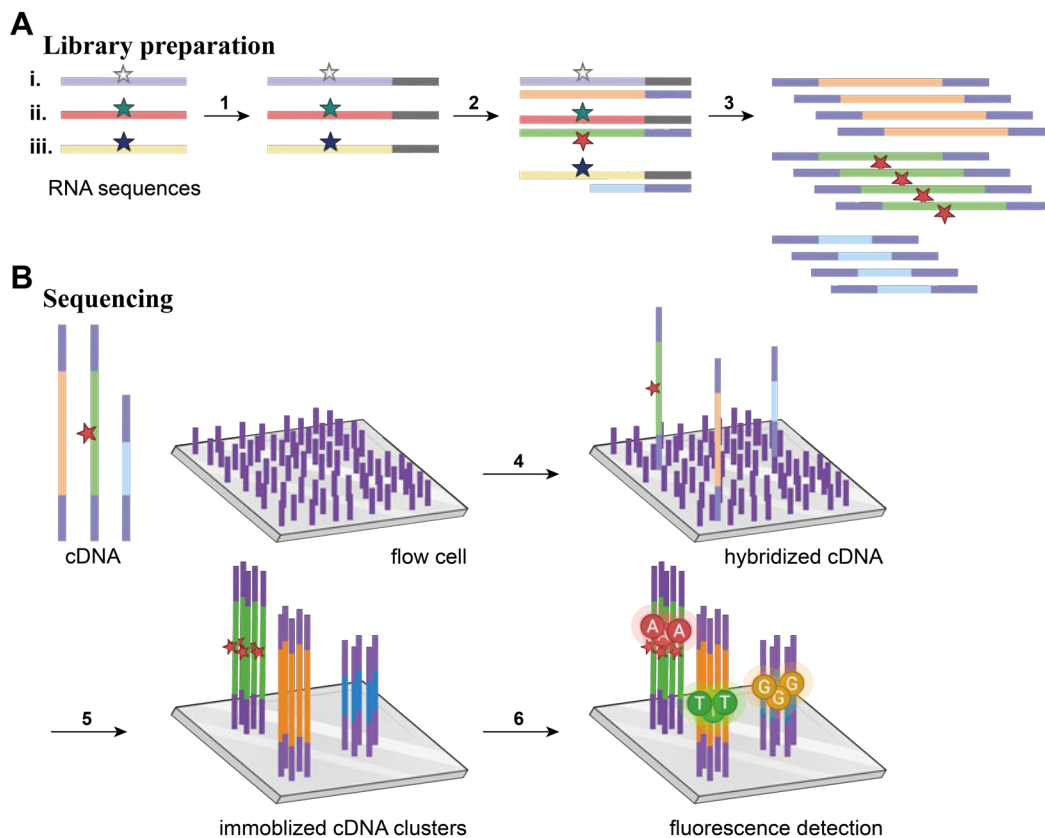 A
Library preparation
i.
ii.
iii.
1
2
3
RNA sequences
B
Sequencing
cDNA
flow cell
4
hybridized cDNA
5
immoblized cDNA clusters
6
A A A
T T
G G G
fluorescence detection